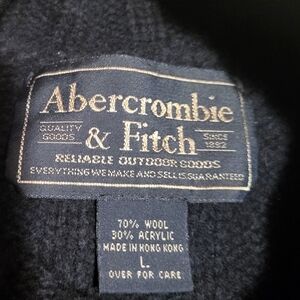 Abercrombie
QUALITY GOODS & Fitch SINCE 1892
RELIABLE OUTDOOR GOODS
EVERYTHING WE MAKE AND SELL IS GUARANTEED
70% WOOL
30% ACRYLIC
MADE IN HONG KONG
L.
OVER FOR CARE